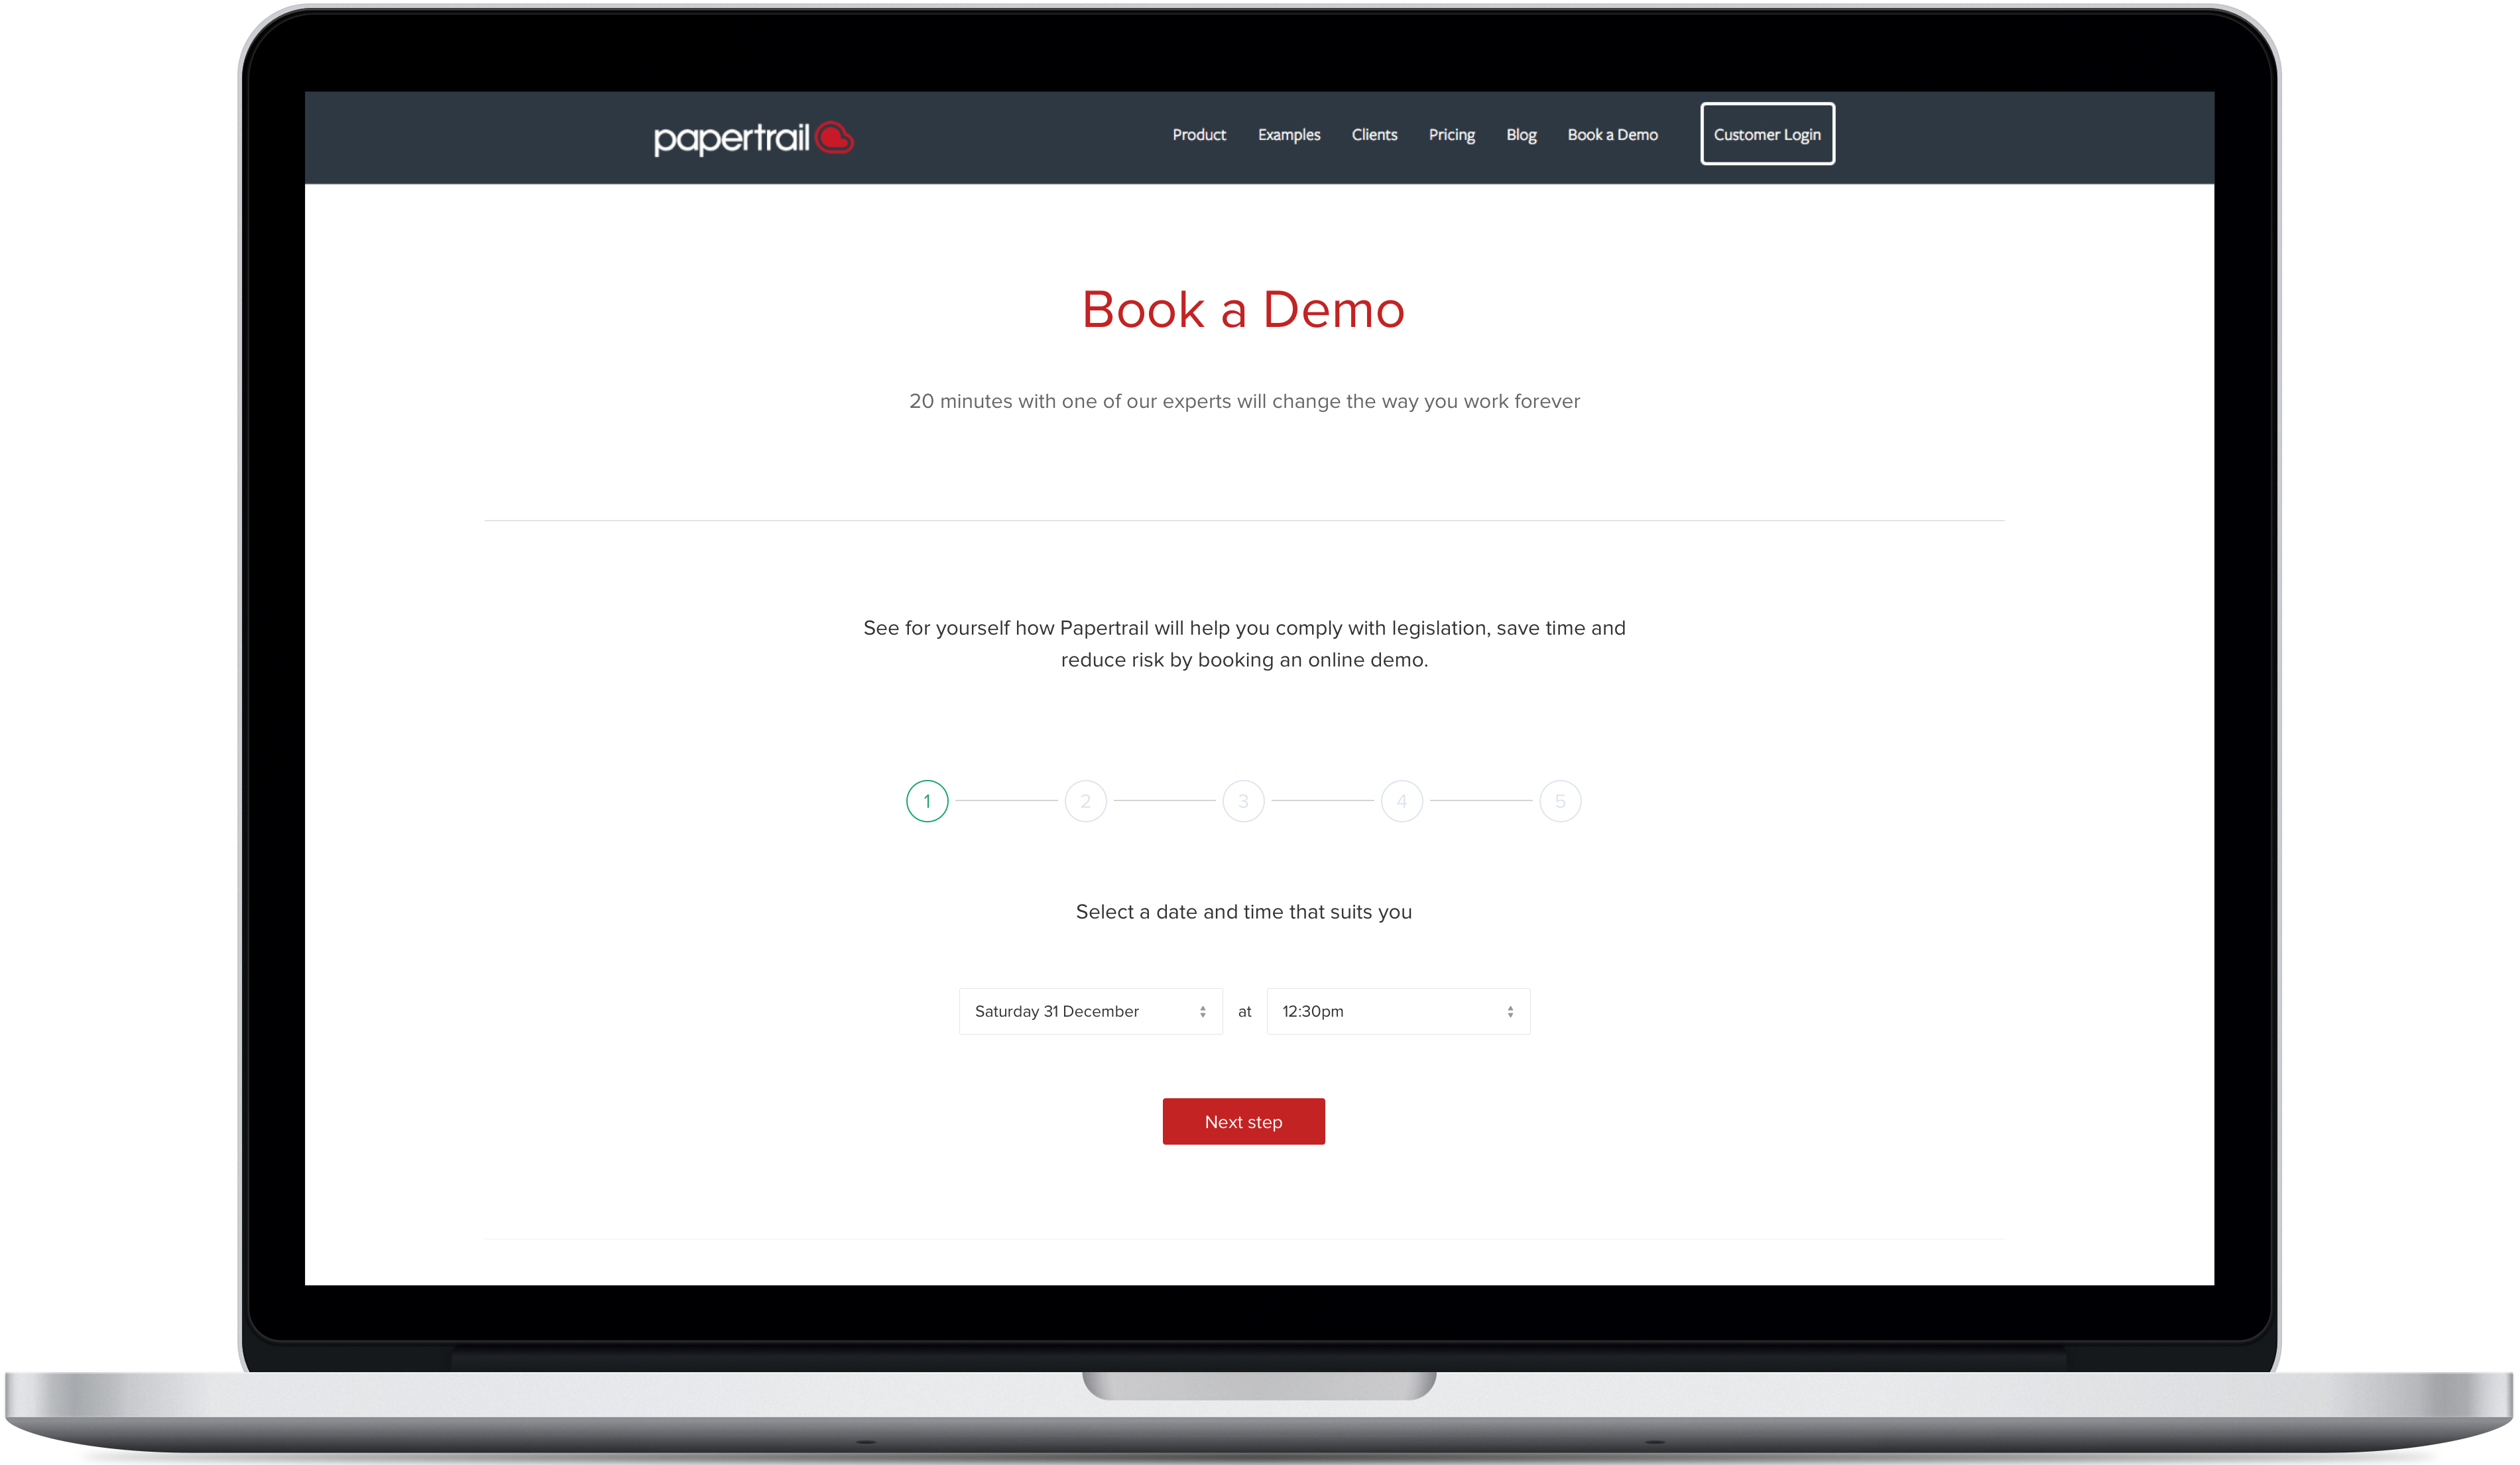 papertrail
Product Examples Clients Pricing Blog Book a Demo Customer Login
Book a Demo
20 minutes with one of our experts will change the way you work forever
See for yourself how Papertrail will help you comply with legislation, save time and
reduce risk by booking an online demo.
1 2 3 4 5
Select a date and time that suits you
Saturday 31 December at 12:30pm
Next step